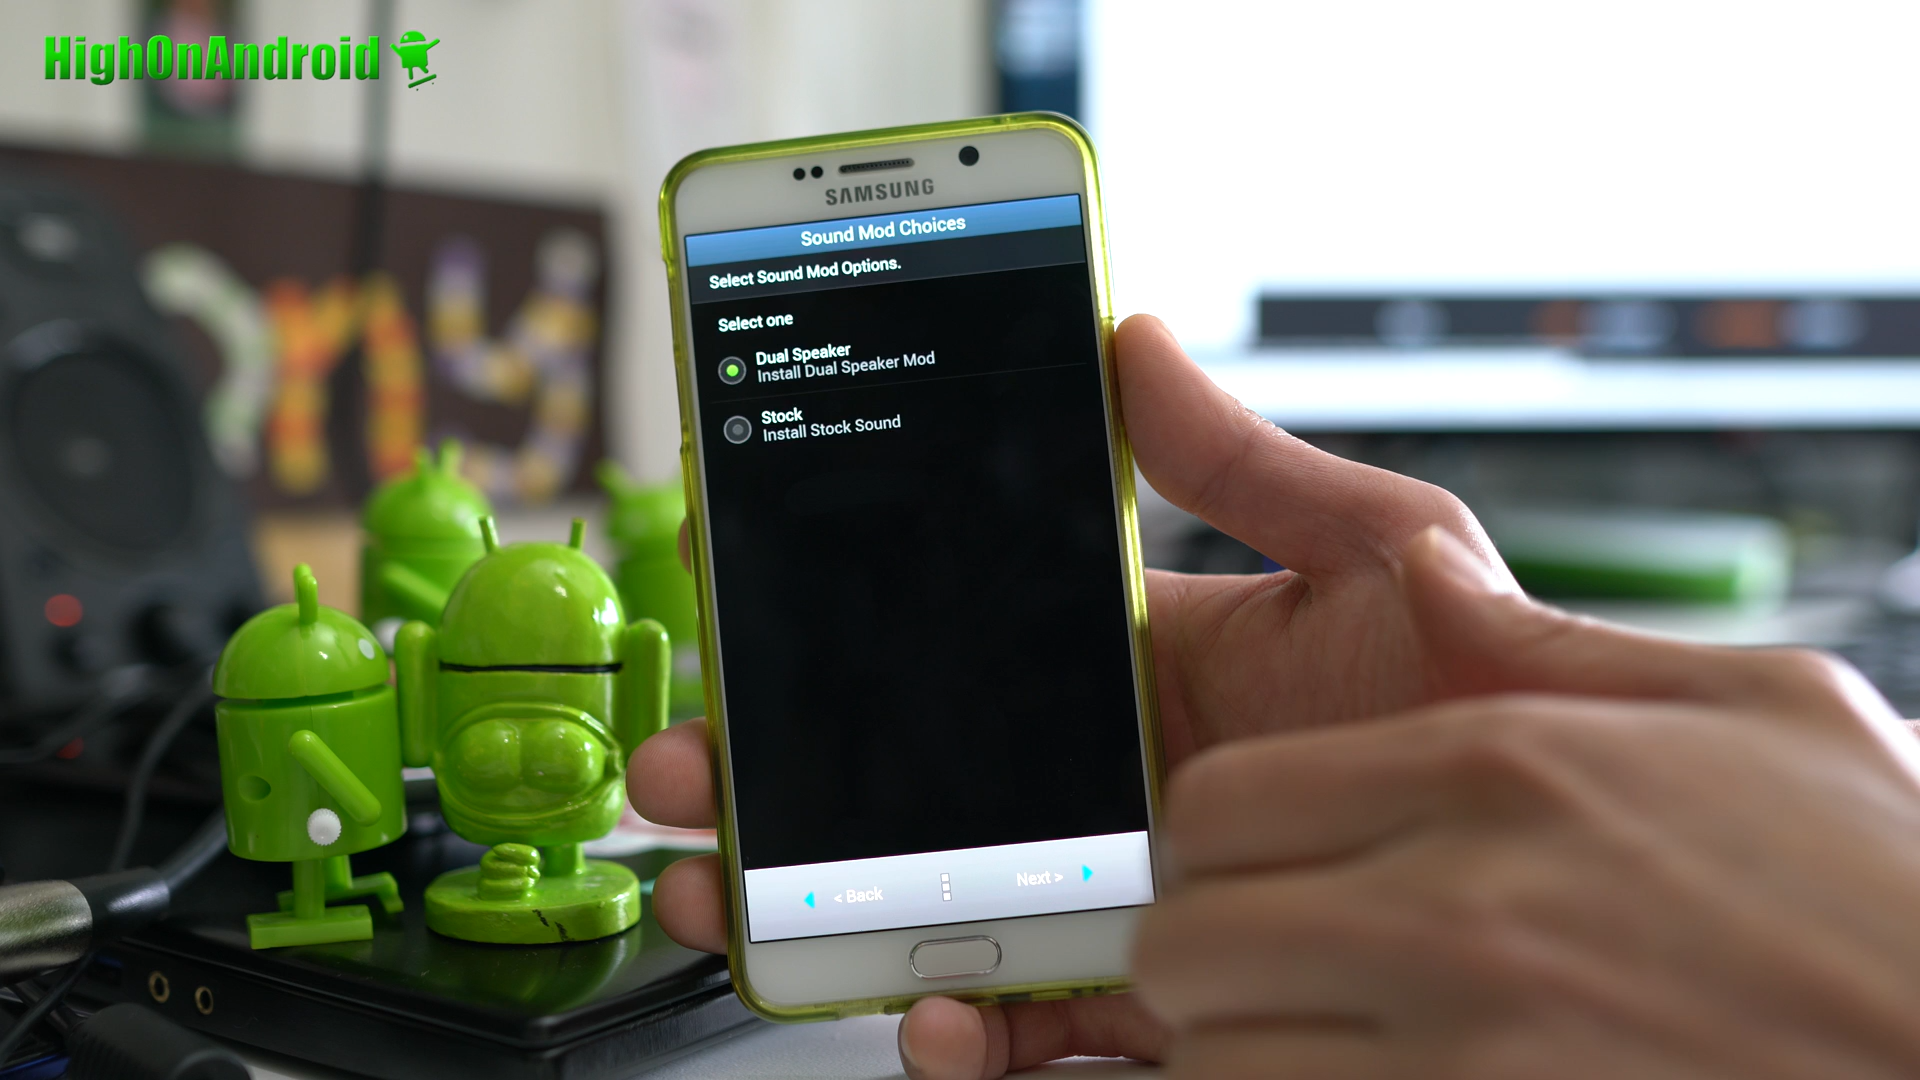 HighOnAndroid
SAMSUNG
Sound Mod Choices
Select Sound Mod Options.
Select one
Dual Speaker
Install Dual Speaker Mod
Stock
Install Stock Sound
< Back
Next >